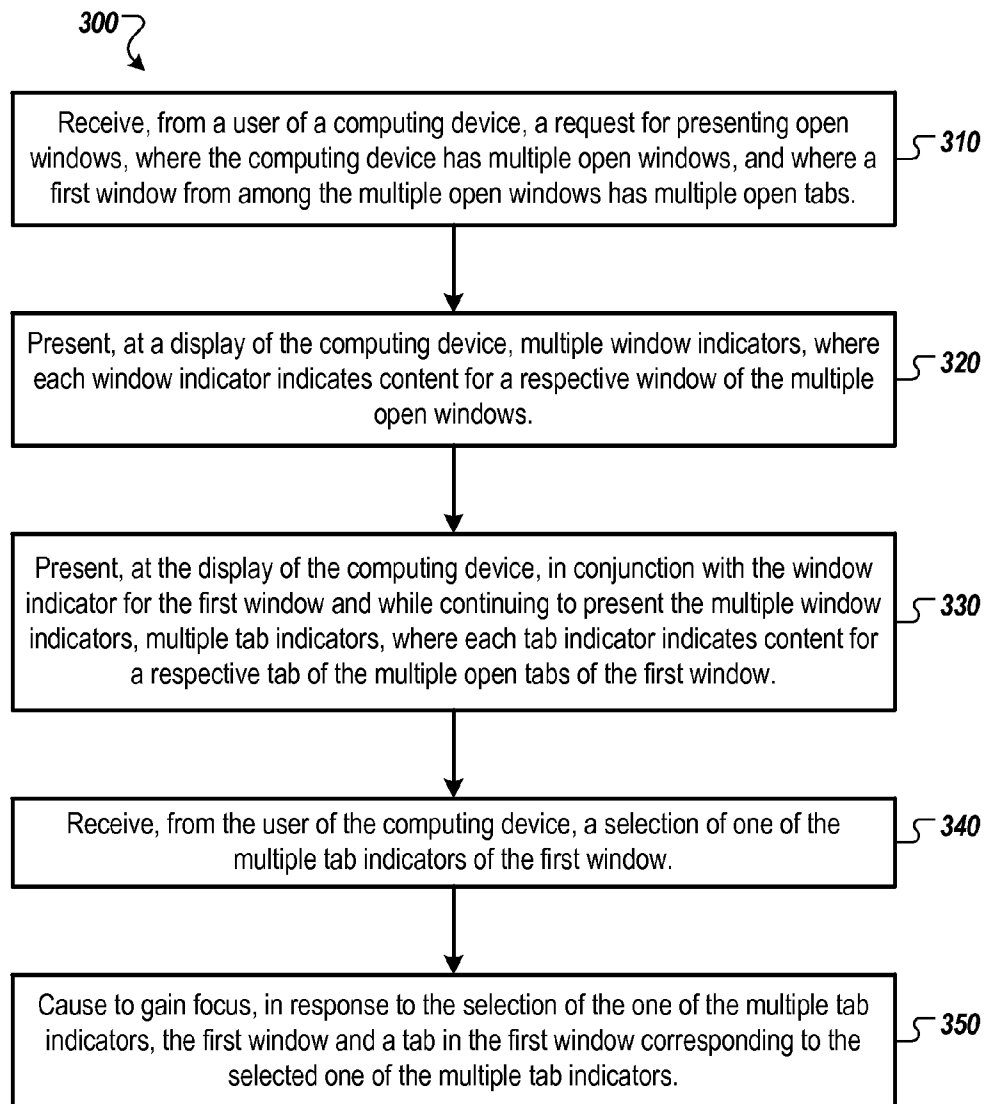 300
Receive, from a user of a computing device, a request for presenting open
windows, where the computing device has multiple open windows, and where a
first window from among the multiple open windows has multiple open tabs.
310
Present, at a display of the computing device, multiple window indicators, where
each window indicator indicates content for a respective window of the multiple
open windows.
320
Present, at the display of the computing device, in conjunction with the window
indicator for the first window and while continuing to present the multiple window
indicators, multiple tab indicators, where each tab indicator indicates content for
a respective tab of the multiple open tabs of the first window.
330
Receive, from the user of the computing device, a selection of one of the
multiple tab indicators of the first window.
340
Cause to gain focus, in response to the selection of the one of the multiple tab
indicators, the first window and a tab in the first window corresponding to the
selected one of the multiple tab indicators.
350